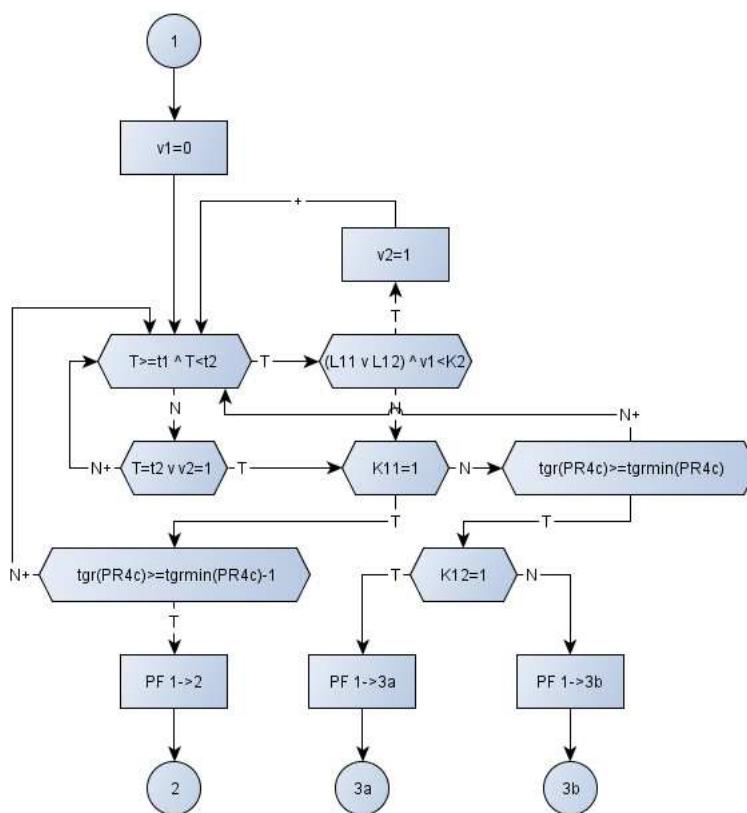 1
v1=0
+
v2=1
T
T>=t1 ^ T<t2
T
(L11 v L12) ^ v1<K2
N
N
N+
N+
T=t2 v v2=1
T
K11=1
N
tgr(PR4c)>=tgrmin(PR4c)
T
T
N+
tgr(PR4c)>=tgrmin(PR4c)-1
T
K12=1
N
T
PF 1->2
PF 1->3a
PF 1->3b
2
3a
3b